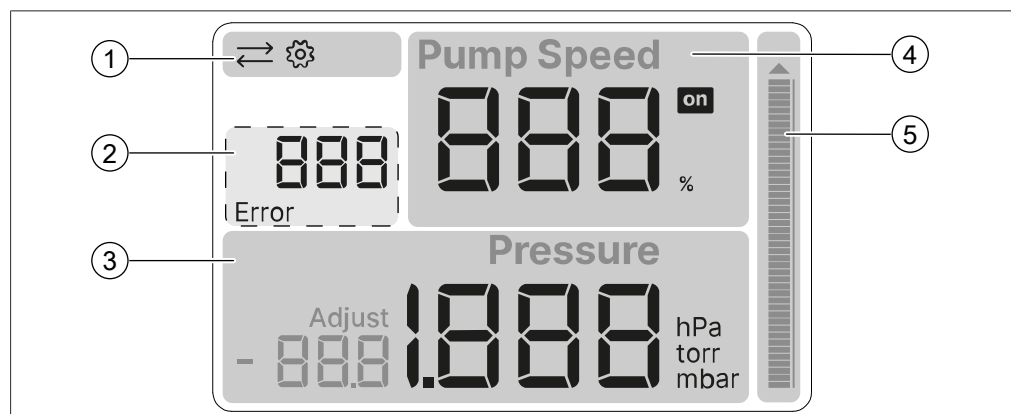 1
Pump Speed
4
888
on
%
5
2
888
Error
3
Pressure
Adjust
-88.8
1.888
hPa
torr
mbar